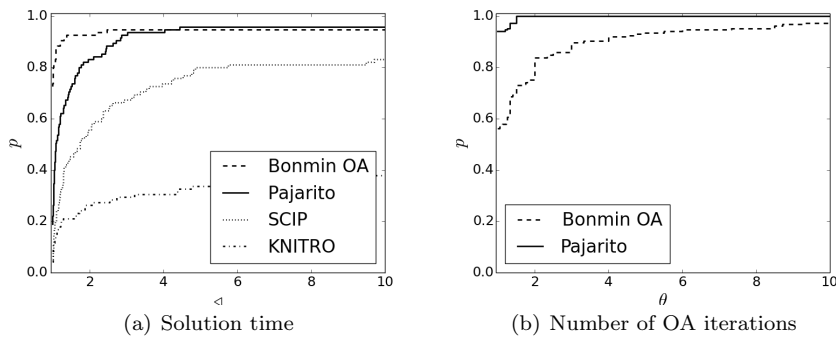 1.0
0.8
0.6
0.4
0.2
0.0
p
2 4 6 8 10
Bonmin OA
Pajarito
SCIP
KNITRO
(a) Solution time
1.0
0.8
0.6
0.4
0.2
0.0
p
2 4 6 8 10
θ
Bonmin OA
Pajarito
(b) Number of OA iterations